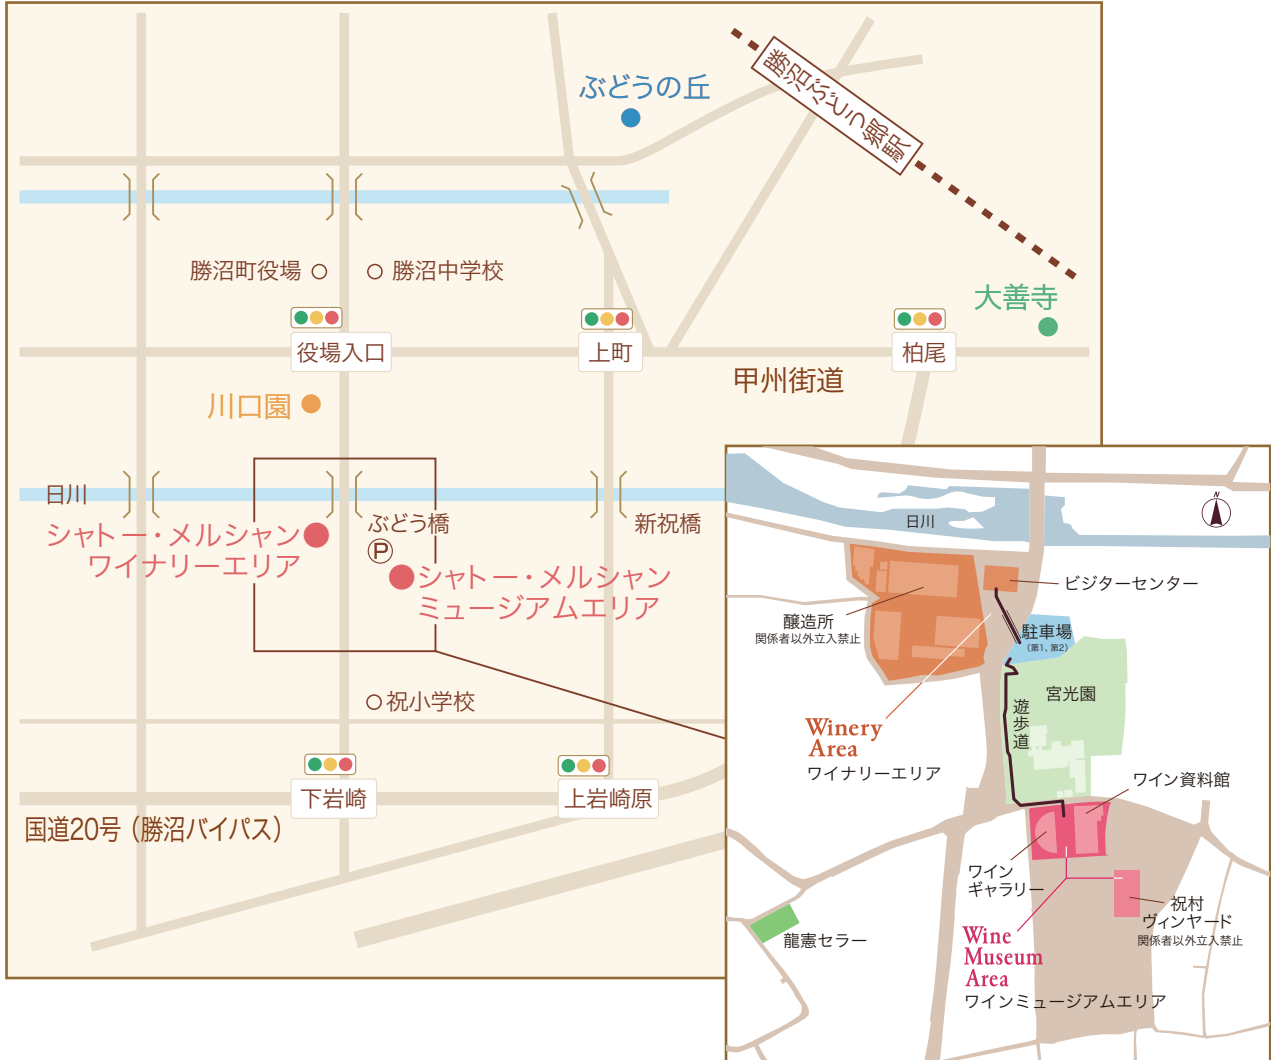 ぶどうの丘
勝沼ぶどう郷駅
勝沼町役場
勝沼中学校
大善寺
役場入口
上町
柏尾
甲州街道
川口園
日川
シャトー・メルシャン
ワイナリーエリア
ぶどう橋
P
新祝橋
シャトー・メルシャン
ミュージアムエリア
祝小学校
下岩崎
上岩崎原
国道20号（勝沼バイパス）
N
日川
ビジターセンター
醸造所
関係者以外立入禁止
駐車場
（第1、第2）
宮光園
遊歩道
Winery
Area
ワイナリーエリア
ワイン資料館
ワイン
ギャラリー
祝村
ヴィンヤード
関係者以外立入禁止
龍憲セラー
Wine
Museum
Area
ワインミュージアムエリア